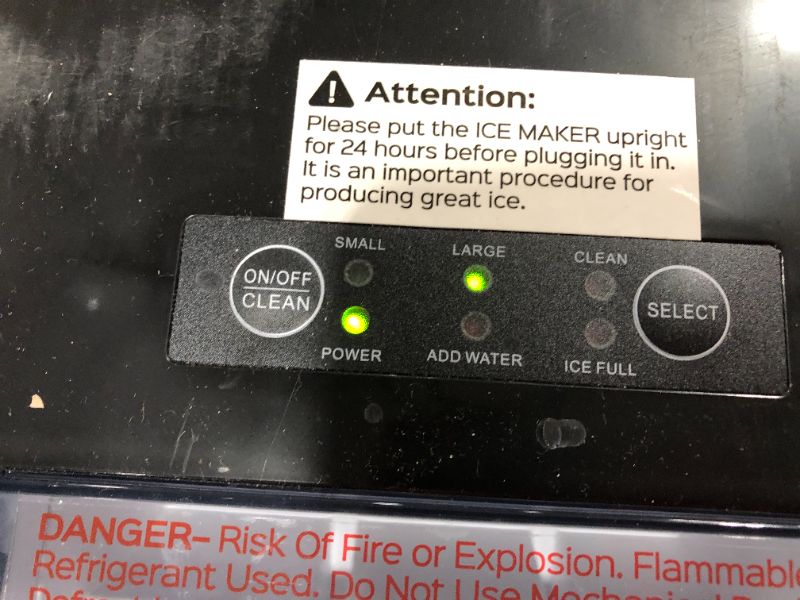 Attention:
Please put the ICE MAKER upright
for 24 hours before plugging it in.
It is an important procedure for
producing great ice.
SMALL LARGE CLEAN
ON/OFF
CLEAN
SELECT
POWER ADD WATER ICE FULL
DANGER– Risk Of Fire or Explosion. Flammable
Refrigerant Used. Do Not Use Mechanical